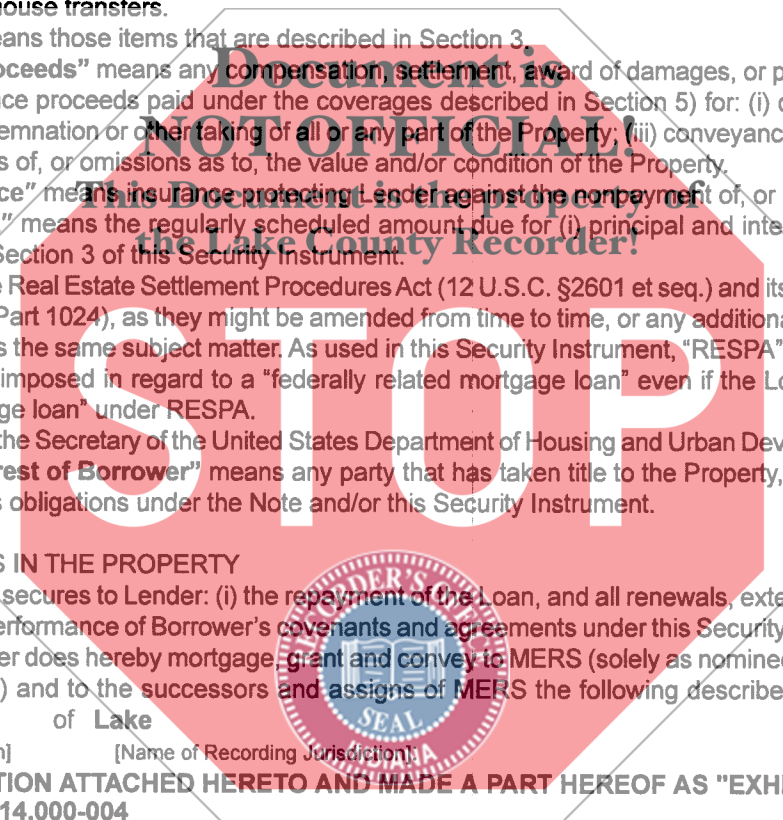 house transfers.
eans those items that are described in Section 3.
oceeds” means any compensation, settlement, award of damages, or p
Document is
nce proceeds paid under the coverages described in Section 5) for: (i)
emnation or other taking of all or any part of the Property; (iii) conveyanc
NOT OFFICIAL!
s of, or omissions as to, the value and/or condition of the Property.
ce” means insurance protecting Lender against the nonpayment of, or
This Document is the property of
” means the regularly scheduled amount due for (i) principal and inte
the Lake County Recorder!
Section 3 of this Security Instrument.
Real Estate Settlement Procedures Act (12 U.S.C. §2601 et seq.) and its
Part 1024), as they might be amended from time to time, or any additiona
s the same subject matter. As used in this Security Instrument, “RESPA”
imposed in regard to a “federally related mortgage loan” even if the Lo
ge loan” under RESPA.
STOP
the Secretary of the United States Department of Housing and Urban Dev
rest of Borrower” means any party that has taken title to the Property,
s obligations under the Note and/or this Security Instrument.
S IN THE PROPERTY
secures to Lender: (i) the repayment of the Loan, and all renewals, exte
erformance of Borrower’s covenants and agreements under this Security
er does hereby mortgage, grant and convey to MERS (solely as nominee
) and to the successors and assigns of MERS the following describe
RECORDER'S OFFICE
SEAL
INDIANA
of Lake
n] [Name of Recording Jurisdiction]:
TION ATTACHED HERETO AND MADE A PART HEREOF AS "EXHI
14.000-004